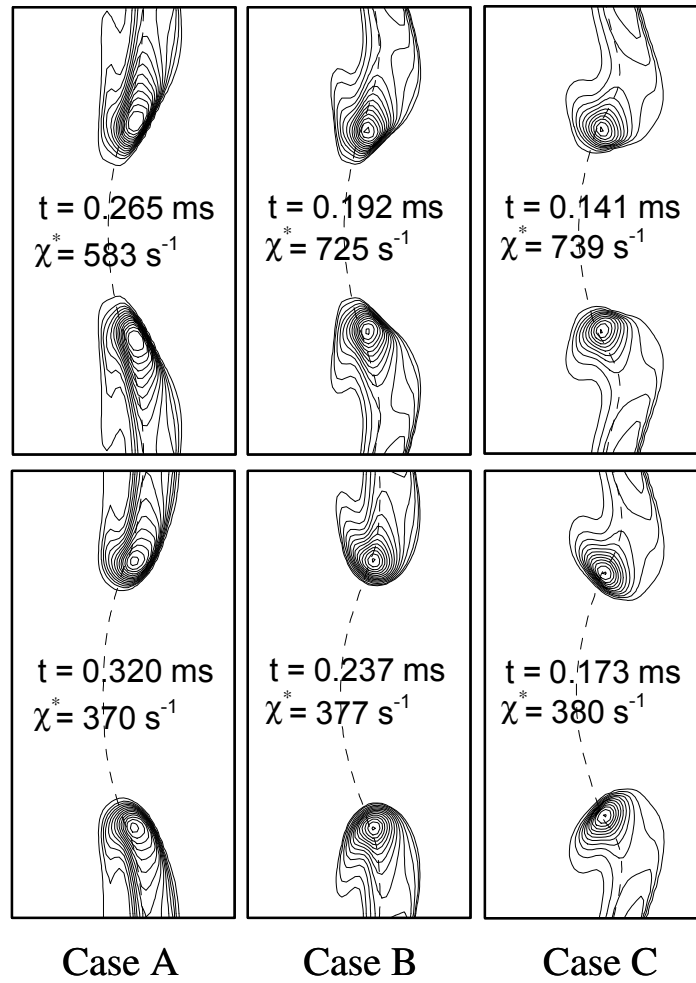 t = 0.265 ms
χ* = 583 s⁻¹
t = 0.192 ms
χ* = 725 s⁻¹
t = 0.141 ms
χ* = 739 s⁻¹
t = 0.320 ms
χ* = 370 s⁻¹
t = 0.237 ms
χ* = 377 s⁻¹
t = 0.173 ms
χ* = 380 s⁻¹
Case A
Case B
Case C